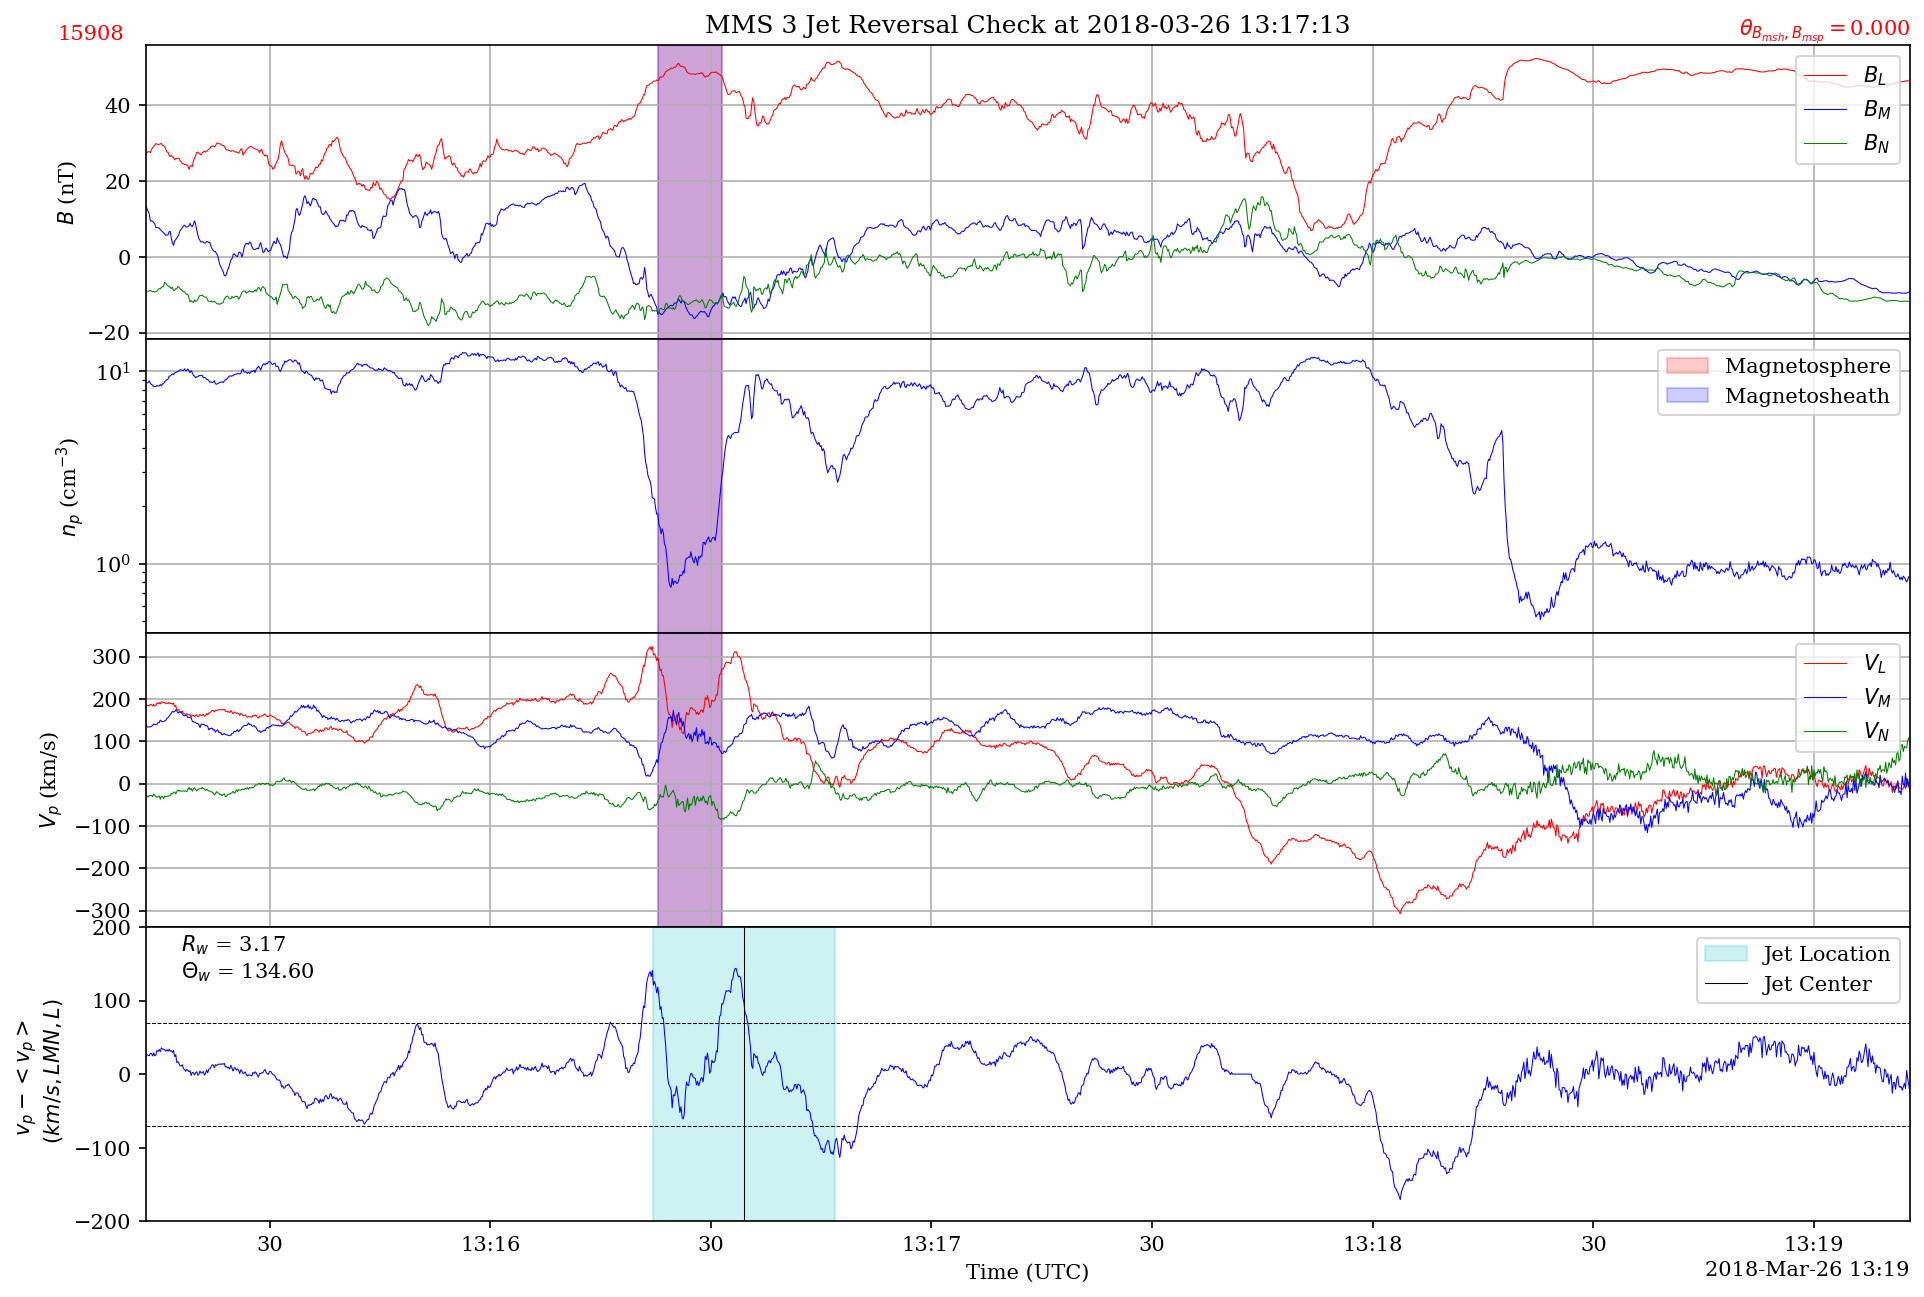 15908
MMS 3 Jet Reversal Check at 2018-03-26 13:17:13
θ_{B_{msh}, B_{msp}} = 0.000
B (nT)
40
20
0
−20
B_L
B_M
B_N
n_p (cm^{−3})
10^1
10^0
Magnetosphere
Magnetosheath
V_p (km/s)
300
200
100
0
−100
−200
−300
V_L
V_M
V_N
v_p − < v_p >
(km/s, LMN, L)
200
100
0
−100
−200
R_w = 3.17
Θ_w = 134.60
Jet Location
Jet Center
30 13:16 30 13:17 30 13:18 30 13:19
Time (UTC)
2018-Mar-26 13:19